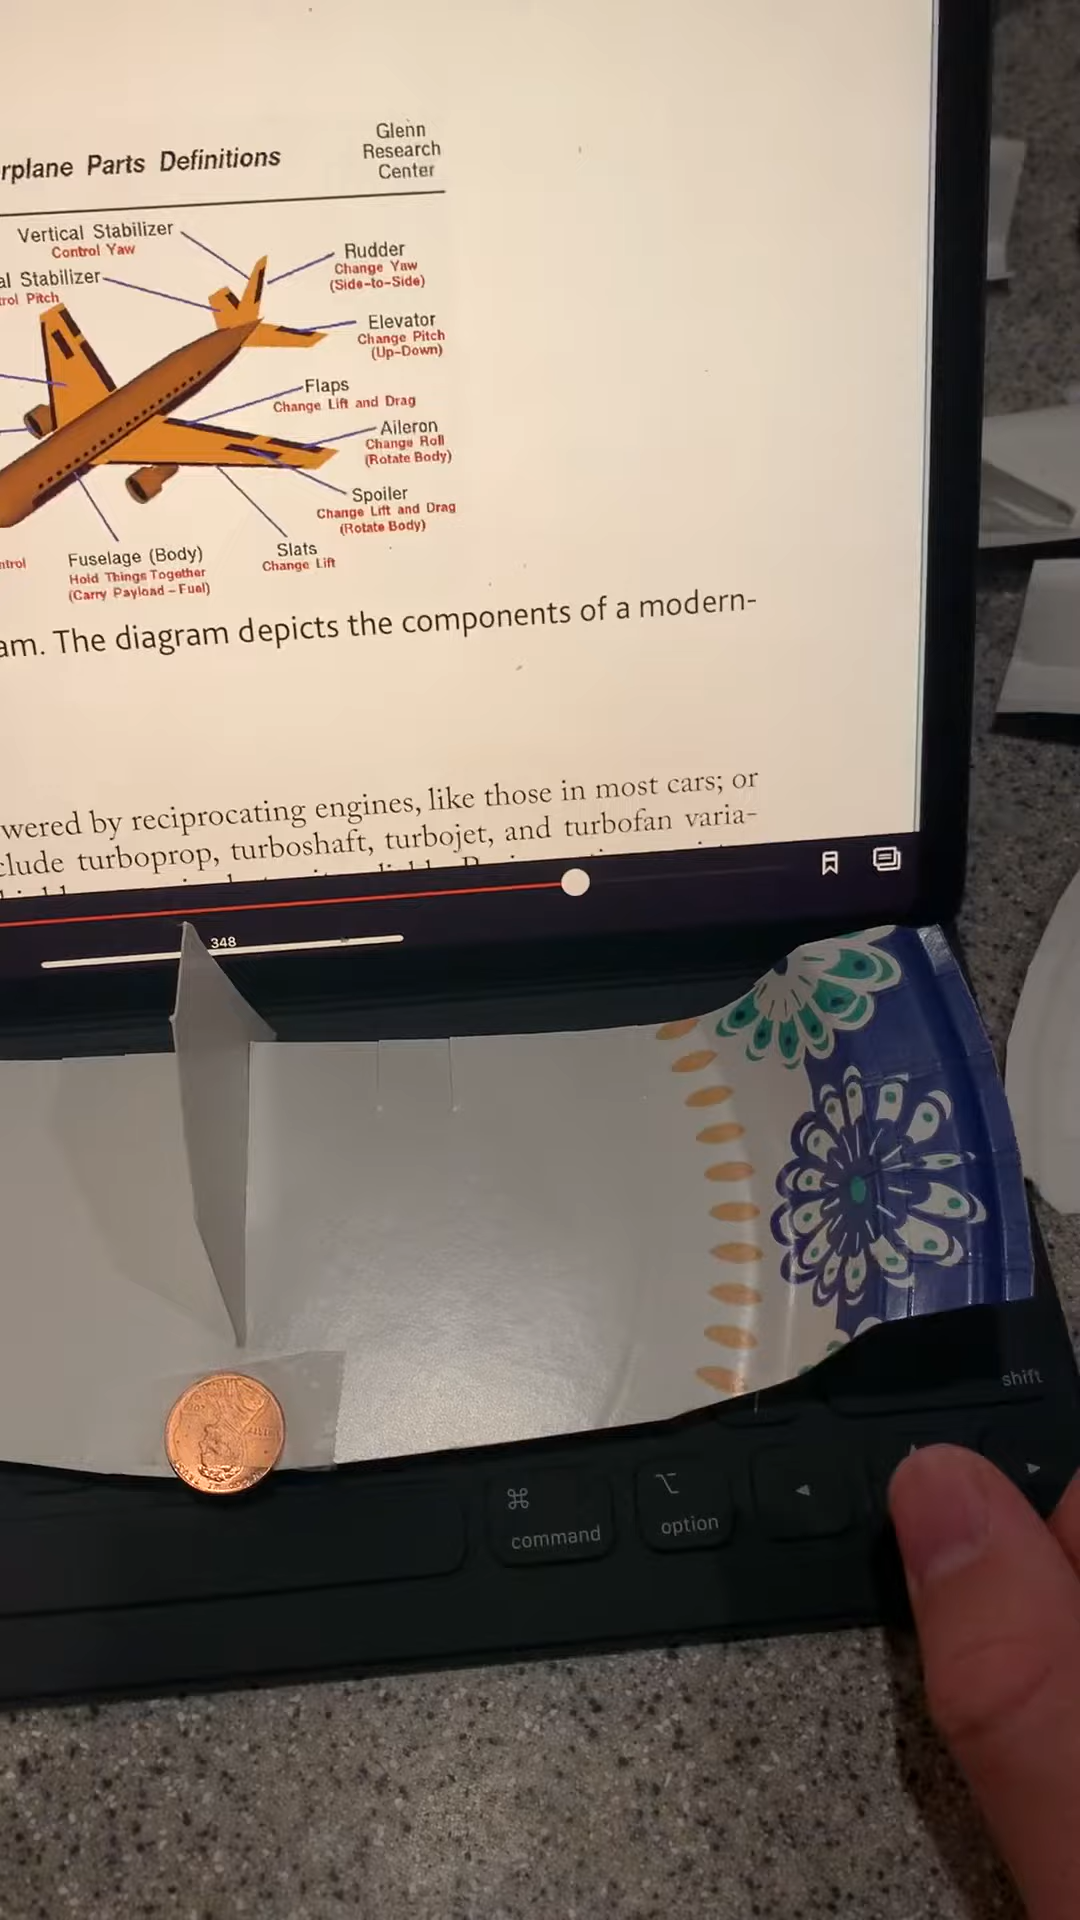 rplane Parts Definitions
Glenn
Research
Center
Vertical Stabilizer
Control Yaw
Rudder
Change Yaw
(Side-to-Side)
al Stabilizer
rol Pitch
Elevator
Change Pitch
(Up-Down)
Flaps
Change Lift and Drag
Aileron
Change Roll
(Rotate Body)
Spoiler
Change Lift and Drag
(Rotate Body)
Slats
Change Lift
Fuselage (Body)
Hold Things Together
(Carry Payload – Fuel)
ntrol
am. The diagram depicts the components of a modern-
wered by reciprocating engines, like those in most cars; or
clude turboprop, turboshaft, turbojet, and turbofan varia-
348
shift
⌘
command
⌥
option